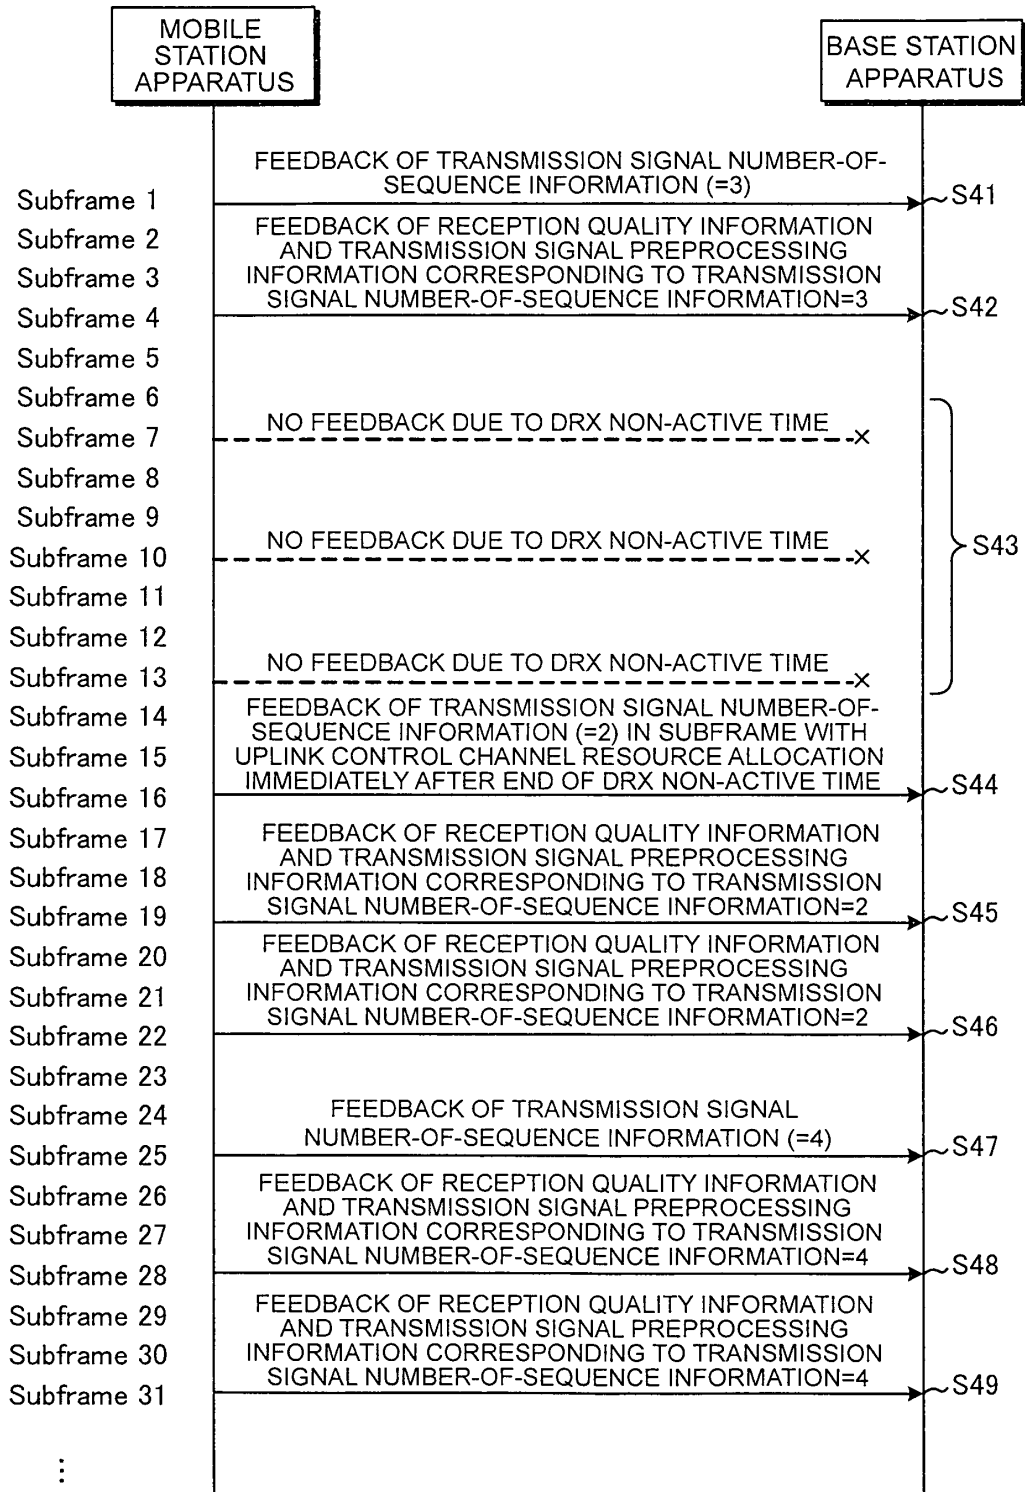 MOBILE
STATION
APPARATUS
BASE STATION
APPARATUS
FEEDBACK OF TRANSMISSION SIGNAL NUMBER-OF-
SEQUENCE INFORMATION (=3)
Subframe 1
S41
Subframe 2
FEEDBACK OF RECEPTION QUALITY INFORMATION
AND TRANSMISSION SIGNAL PREPROCESSING
Subframe 3
INFORMATION CORRESPONDING TO TRANSMISSION
SIGNAL NUMBER-OF-SEQUENCE INFORMATION=3
Subframe 4
S42
Subframe 5
Subframe 6
NO FEEDBACK DUE TO DRX NON-ACTIVE TIME
Subframe 7
×
Subframe 8
Subframe 9
NO FEEDBACK DUE TO DRX NON-ACTIVE TIME
Subframe 10
×
S43
Subframe 11
Subframe 12
NO FEEDBACK DUE TO DRX NON-ACTIVE TIME
Subframe 13
×
Subframe 14
FEEDBACK OF TRANSMISSION SIGNAL NUMBER-OF-
SEQUENCE INFORMATION (=2) IN SUBFRAME WITH
Subframe 15
UPLINK CONTROL CHANNEL RESOURCE ALLOCATION
IMMEDIATELY AFTER END OF DRX NON-ACTIVE TIME
Subframe 16
S44
Subframe 17
FEEDBACK OF RECEPTION QUALITY INFORMATION
AND TRANSMISSION SIGNAL PREPROCESSING
Subframe 18
INFORMATION CORRESPONDING TO TRANSMISSION
SIGNAL NUMBER-OF-SEQUENCE INFORMATION=2
Subframe 19
S45
Subframe 20
FEEDBACK OF RECEPTION QUALITY INFORMATION
AND TRANSMISSION SIGNAL PREPROCESSING
Subframe 21
INFORMATION CORRESPONDING TO TRANSMISSION
SIGNAL NUMBER-OF-SEQUENCE INFORMATION=2
Subframe 22
S46
Subframe 23
Subframe 24
FEEDBACK OF TRANSMISSION SIGNAL
NUMBER-OF-SEQUENCE INFORMATION (=4)
Subframe 25
S47
Subframe 26
FEEDBACK OF RECEPTION QUALITY INFORMATION
AND TRANSMISSION SIGNAL PREPROCESSING
Subframe 27
INFORMATION CORRESPONDING TO TRANSMISSION
SIGNAL NUMBER-OF-SEQUENCE INFORMATION=4
Subframe 28
S48
Subframe 29
FEEDBACK OF RECEPTION QUALITY INFORMATION
AND TRANSMISSION SIGNAL PREPROCESSING
Subframe 30
INFORMATION CORRESPONDING TO TRANSMISSION
SIGNAL NUMBER-OF-SEQUENCE INFORMATION=4
Subframe 31
S49
⋮